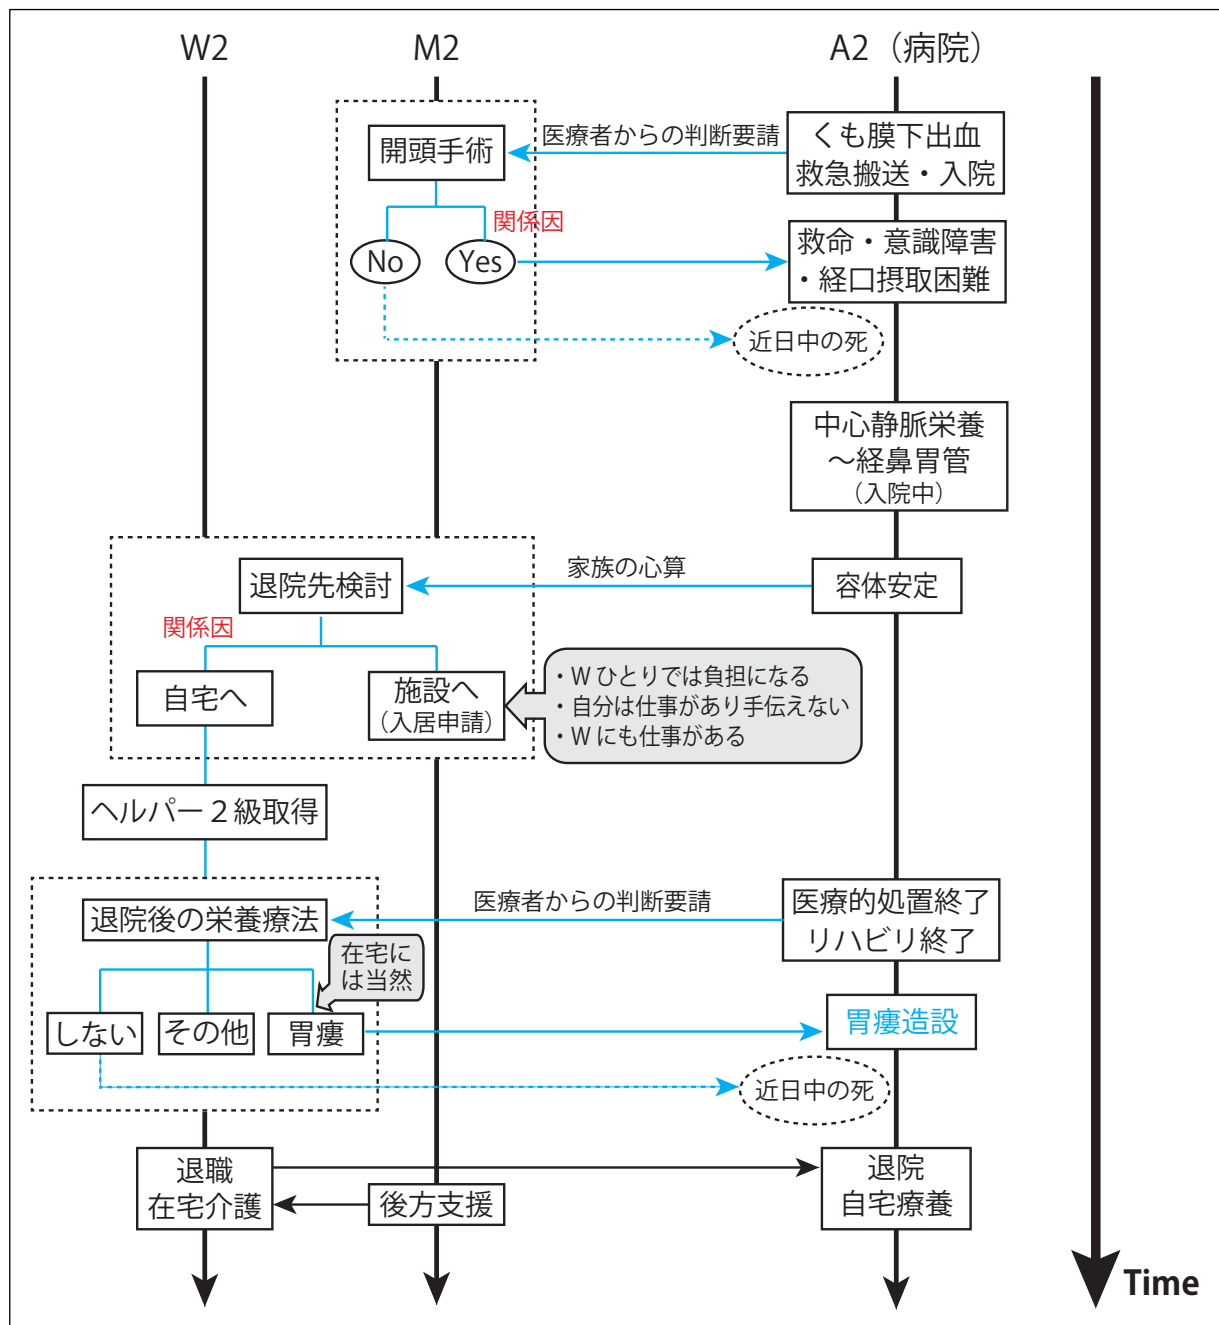 W2
M2
A2（病院）
医療者からの判断要請
開頭手術
くも膜下出血
救急搬送・入院
関係因
No
Yes
救命・意識障害
・経口摂取困難
近日中の死
中心静脈栄養
～経鼻胃管
（入院中）
家族の心算
退院先検討
容体安定
関係因
自宅へ
施設へ
（入居申請）
・W ひとりでは負担になる
・自分は仕事があり手伝えない
・W にも仕事がある
ヘルパー２級取得
医療者からの判断要請
退院後の栄養療法
医療的処置終了
リハビリ終了
在宅に
は当然
しない
その他
胃瘻
胃瘻造設
近日中の死
退職
在宅介護
後方支援
退院
自宅療養
Time